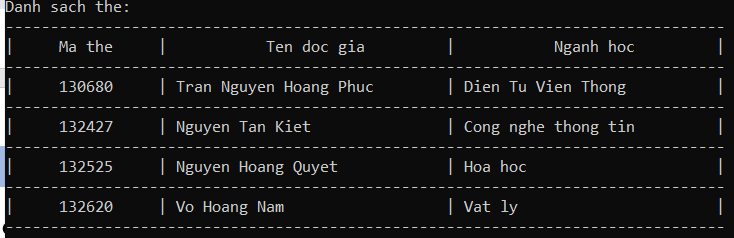 Danh sach the:
--------------------------------------------------------------------------------
|     Ma the     |           Ten doc gia         |           Nganh hoc         |
--------------------------------------------------------------------------------
|     130680     | Tran Nguyen Hoang Phuc        | Dien Tu Vien Thong          |
--------------------------------------------------------------------------------
|     132427     | Nguyen Tan Kiet               | Cong nghe thong tin         |
--------------------------------------------------------------------------------
|     132525     | Nguyen Hoang Quyet            | Hoa hoc                     |
--------------------------------------------------------------------------------
|     132620     | Vo Hoang Nam                  | Vat ly                      |
--------------------------------------------------------------------------------